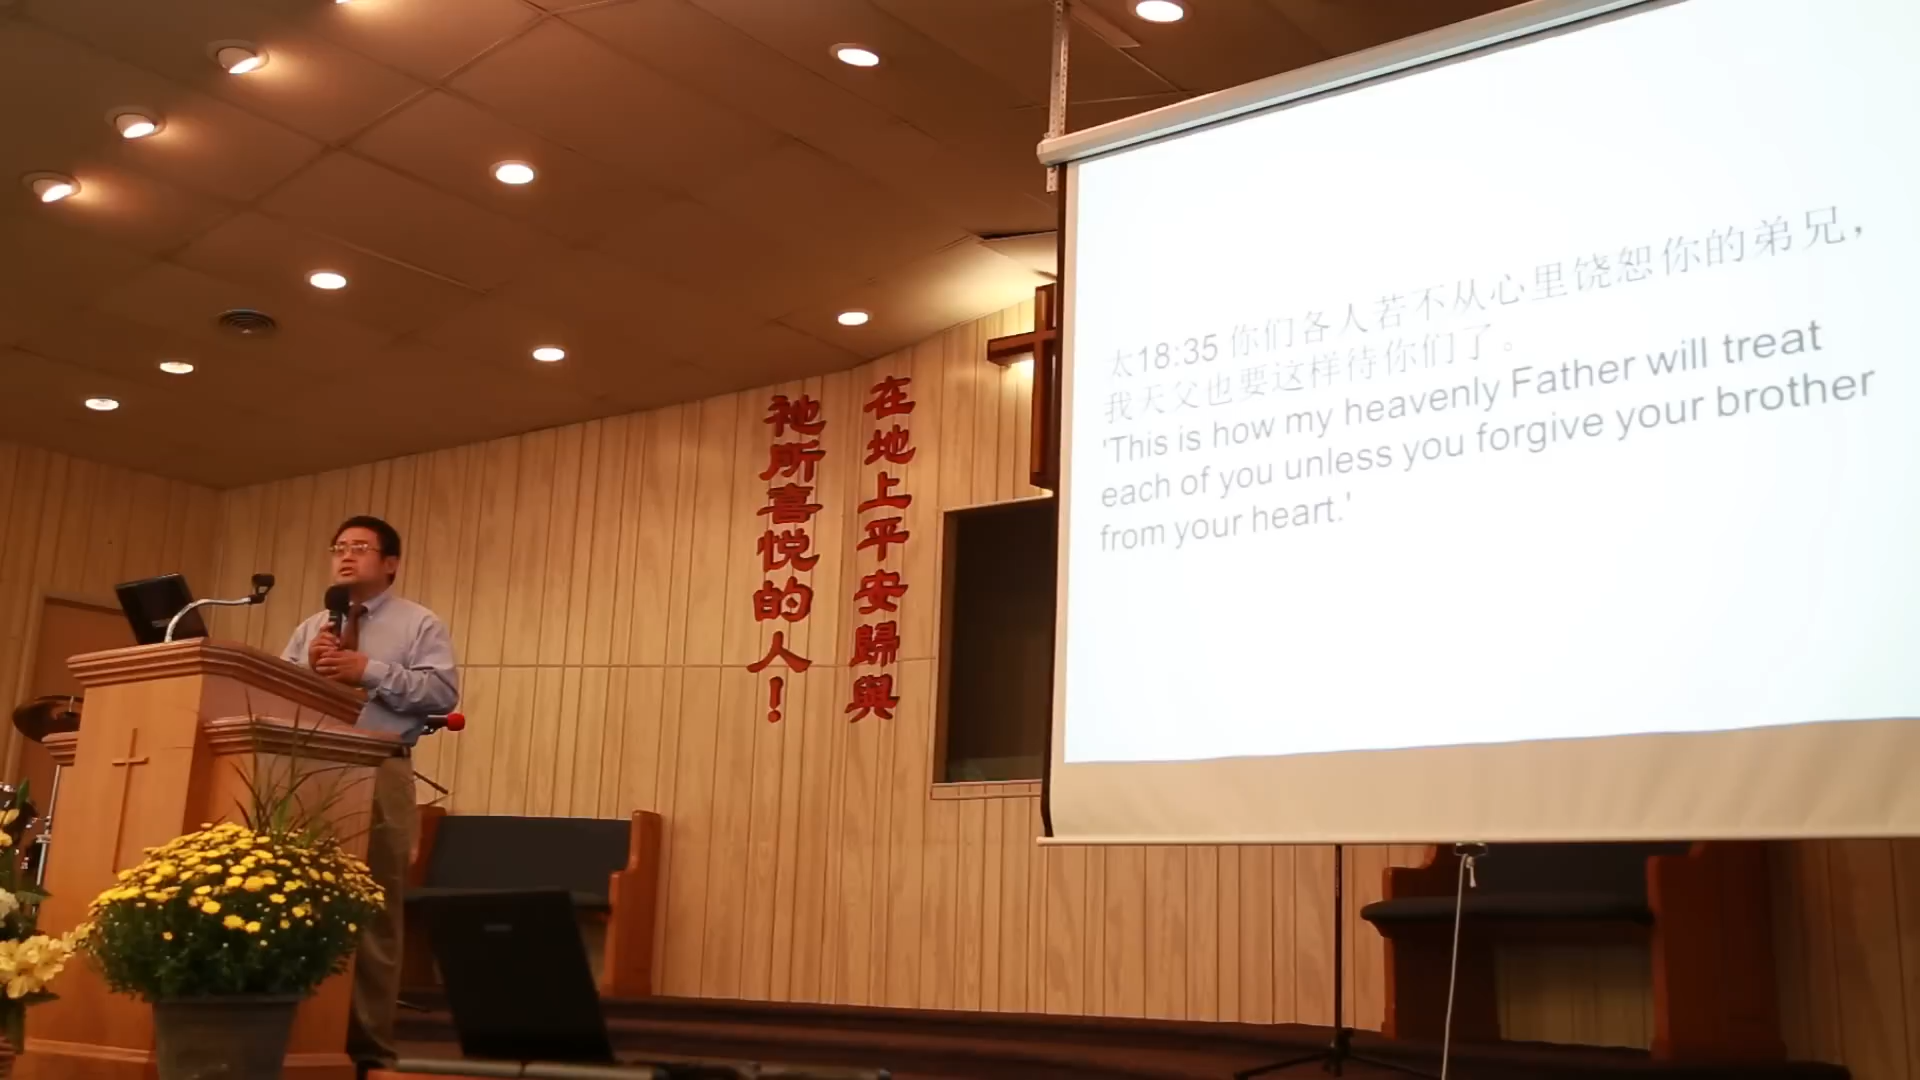 在地上平安歸與
祂所喜悅的人！
太18:35 你们各人若不从心里饶恕你的弟兄，
我天父也要这样待你们了。
'This is how my heavenly Father will treat
each of you unless you forgive your brother
from your heart.'